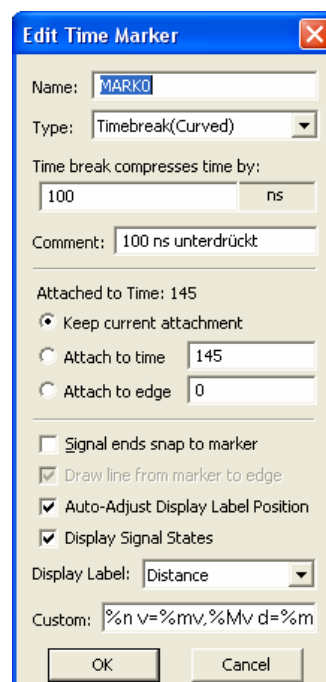 Edit Time Marker
Name: MARK0
Type: Timebreak(Curved)
Time break compresses time by:
100 ns
Comment: 100 ns unterdrückt
Attached to Time: 145
Keep current attachment
Attach to time 145
Attach to edge 0
Signal ends snap to marker
Draw line from marker to edge
Auto-Adjust Display Label Position
Display Signal States
Display Label: Distance
Custom: %n v=%mv,%Mv d=%m
OK Cancel